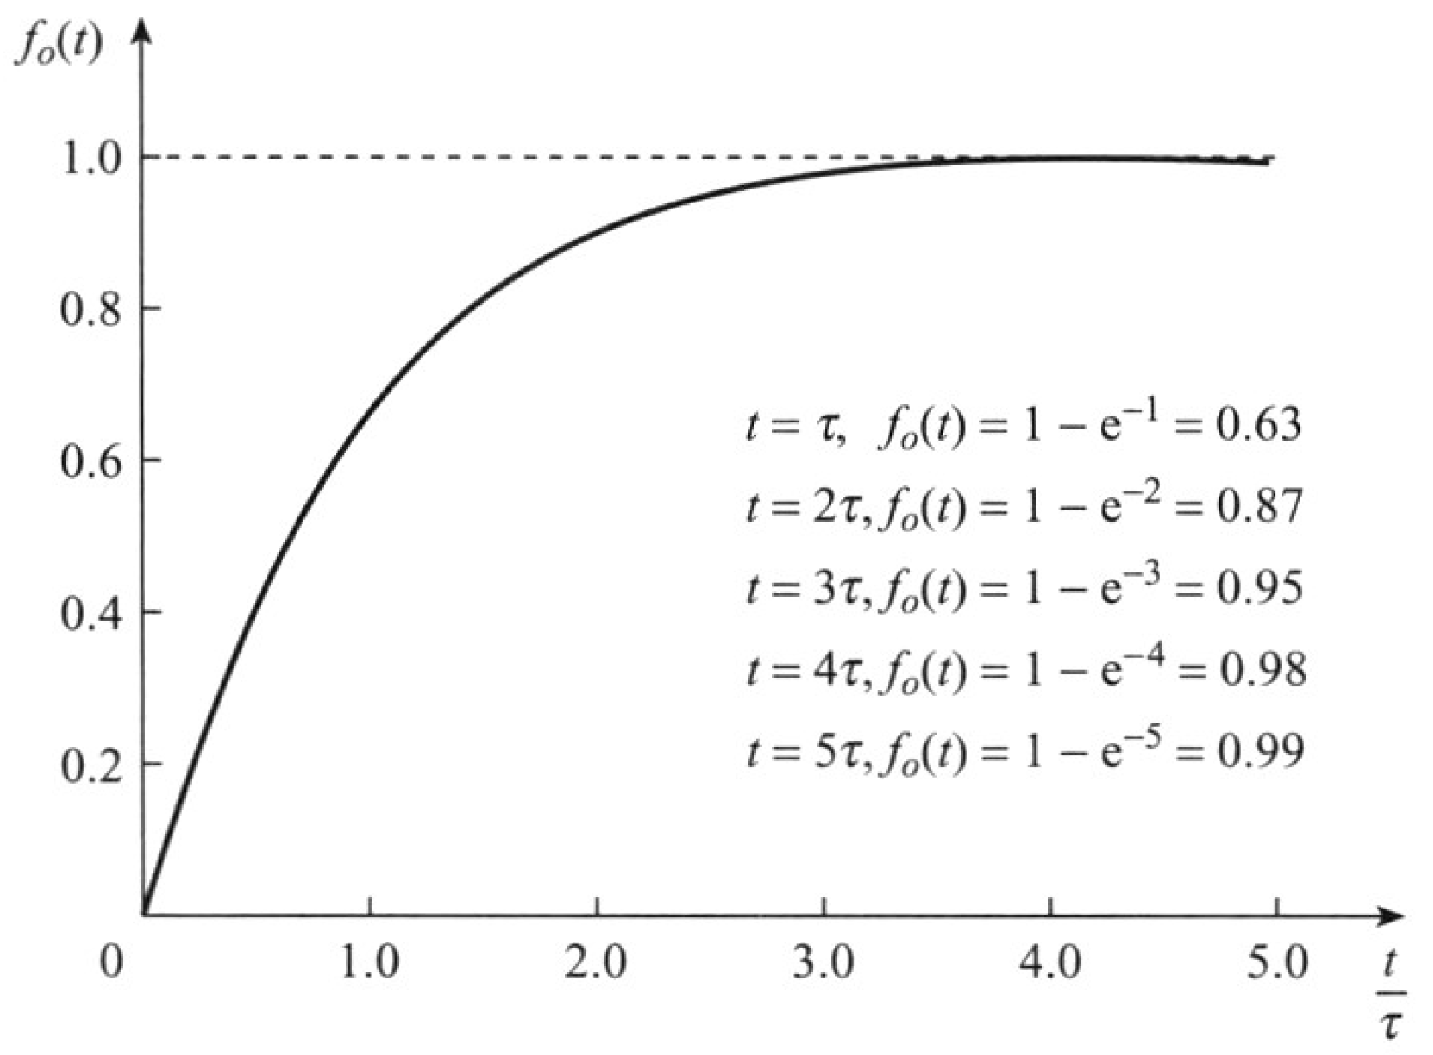 fₒ(t)
1.0
0.8
0.6
0.4
0.2
t = τ, fₒ(t) = 1 – e⁻¹ = 0.63
t = 2τ, fₒ(t) = 1 – e⁻² = 0.87
t = 3τ, fₒ(t) = 1 – e⁻³ = 0.95
t = 4τ, fₒ(t) = 1 – e⁻⁴ = 0.98
t = 5τ, fₒ(t) = 1 – e⁻⁵ = 0.99
0 1.0 2.0 3.0 4.0 5.0 t/τ